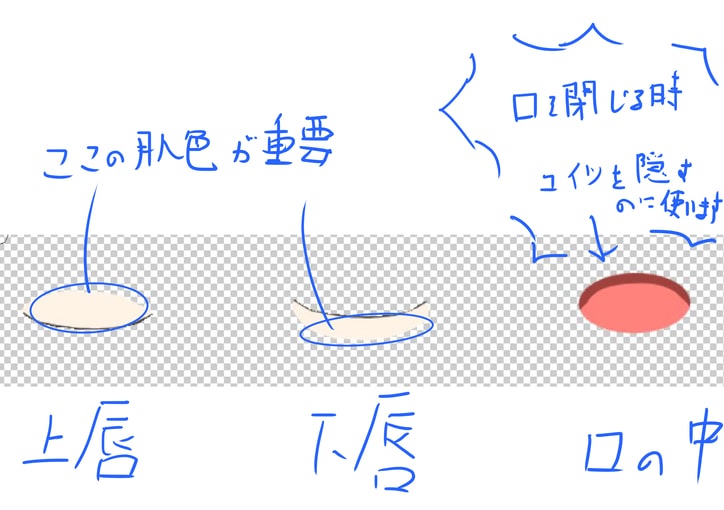 ここの肌色が重要
口を閉じる時
コイツを隠す
のに使います
上唇
下唇
口の中